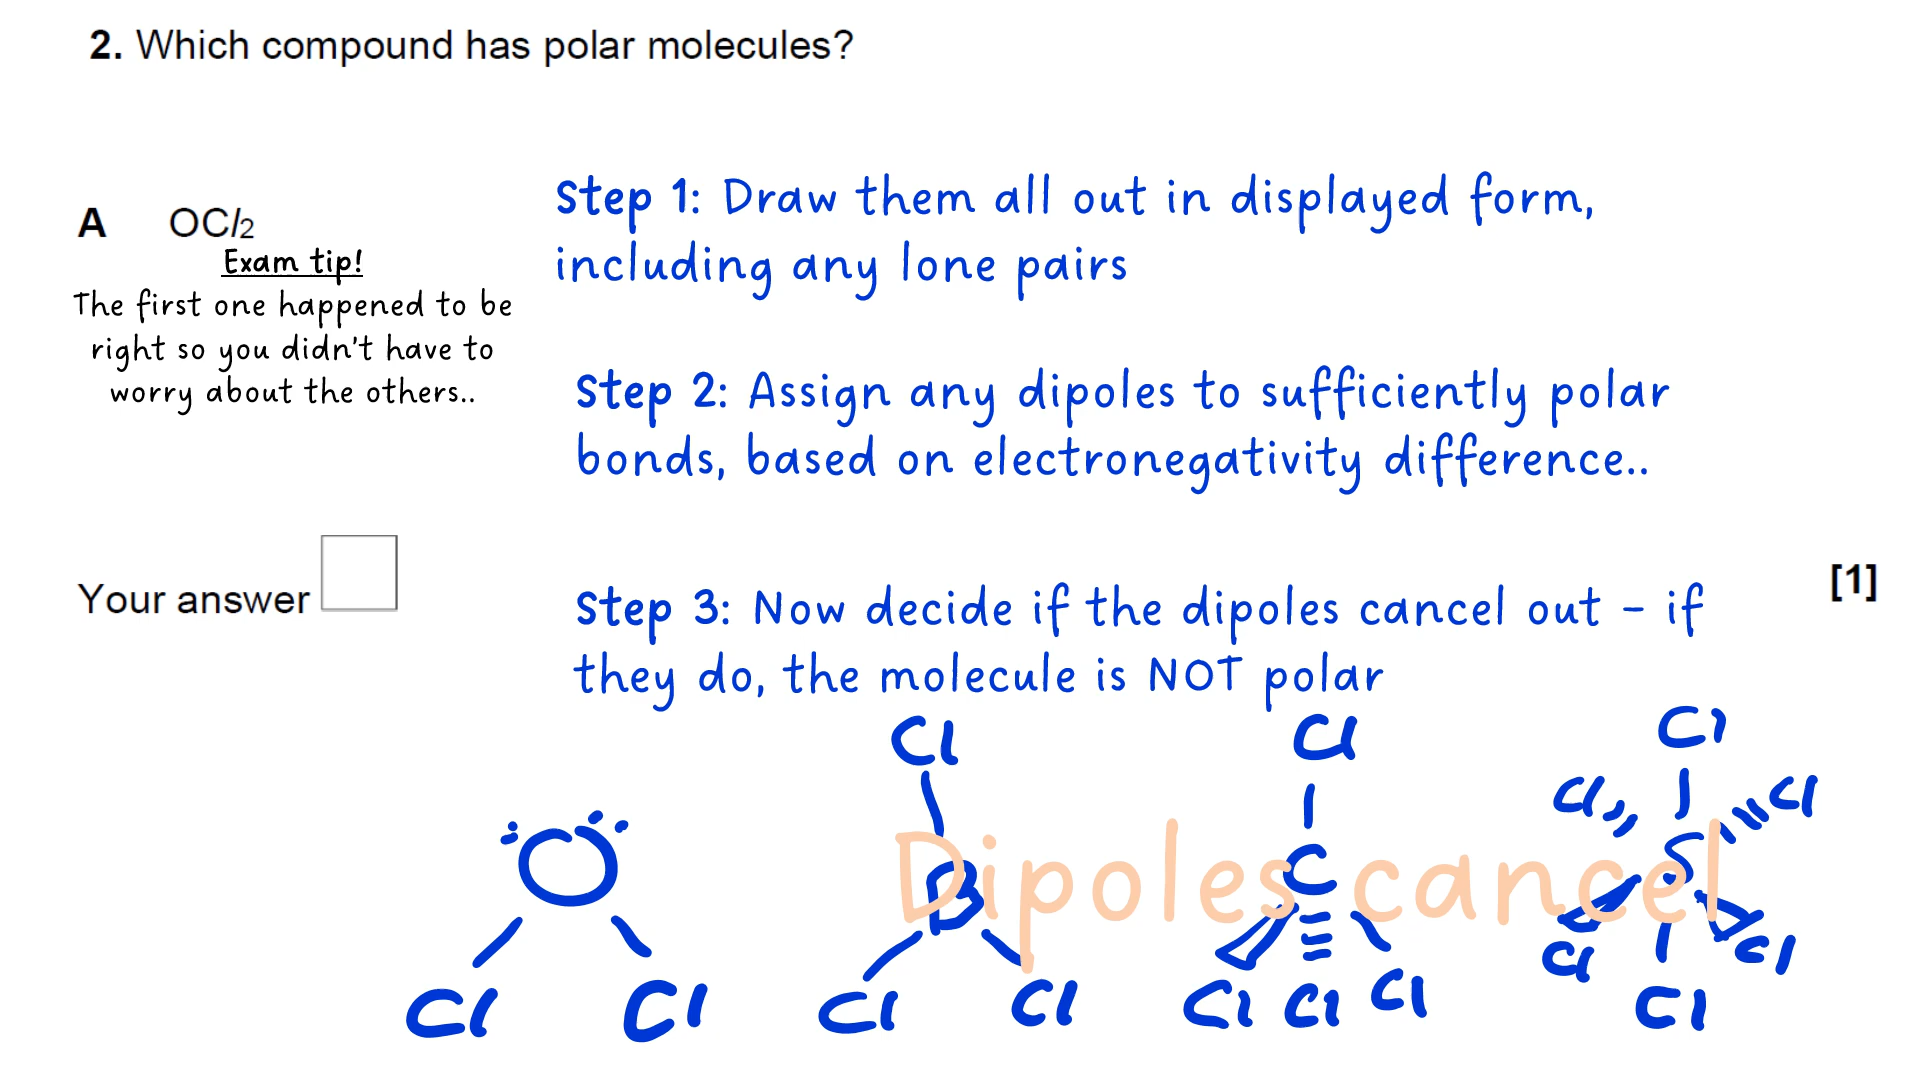 2. Which compound has polar molecules?
A OCl2
Exam tip!
The first one happened to be
right so you didn't have to
worry about the others..
Step 1: Draw them all out in displayed form,
including any lone pairs
Step 2: Assign any dipoles to sufficiently polar
bonds, based on electronegativity difference..
Your answer
[1]
Step 3: Now decide if the dipoles cancel out - if
they do, the molecule is NOT polar
O
Cl Cl
Cl
B
Cl Cl
Cl
C
Cl Cl Cl
Cl
Cl Cl
S
Cl Cl
Cl
Dipoles cancel